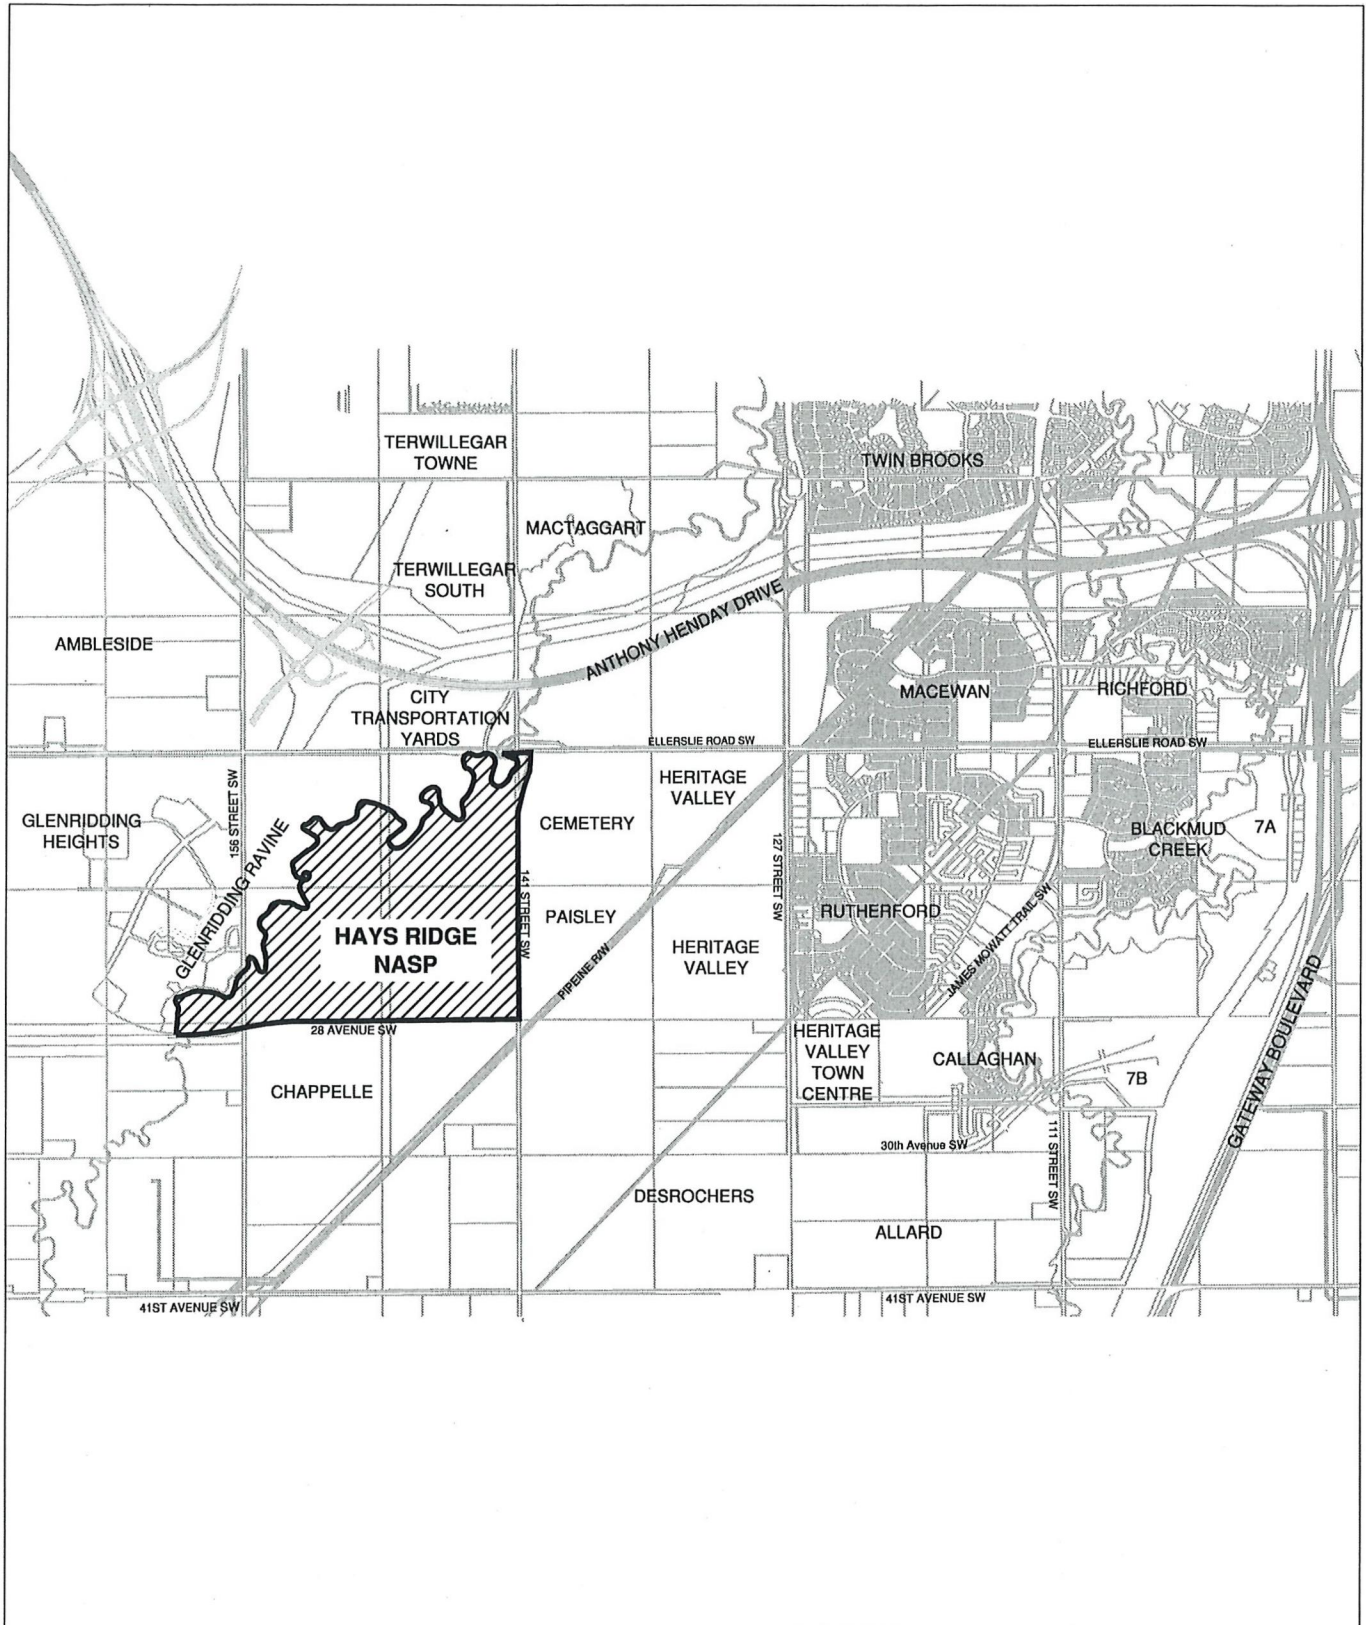 TERWILLEGAR
TOWNE
TWIN BROOKS
MACTAGGART
TERWILLEGAR
SOUTH
ANTHONY HENDAY DRIVE
AMBLESIDE
MACEWAN
RICHFORD
CITY
TRANSPORTATION
YARDS
ELLERSLIE ROAD SW
ELLERSLIE ROAD SW
156 STREET SW
HERITAGE
VALLEY
GLENRIDDING
HEIGHTS
CEMETERY
127 STREET SW
BLACKMUD
CREEK
7A
GLENRIDDING RAVINE
141 STREET SW
PAISLEY
RUTHERFORD
HAYS RIDGE
NASP
HERITAGE
VALLEY
PIPEINE R/W
JAMES MOWATT TRAIL SW
GATEWAY BOULEVARD
28 AVENUE SW
HERITAGE
VALLEY
TOWN
CENTRE
CALLAGHAN
7B
CHAPPELLE
30th Avenue SW
111 STREET SW
DESROCHERS
ALLARD
41ST AVENUE SW
41ST AVENUE SW